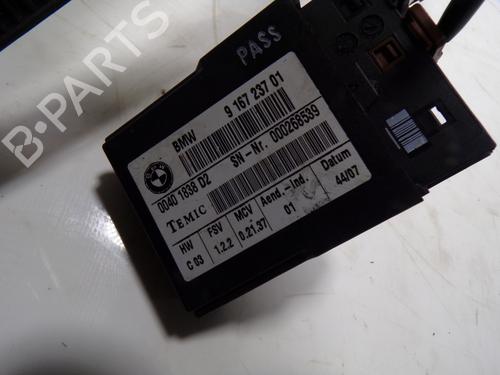 PASS
BMW 9 167 237 01
0040 1838 D2 SN-Nr. 000268539
TEMIC
HW FSV MCV Aend.-Ind. Datum
C 03 1.2.2 0.21.37 01 44/07
B-PARTS